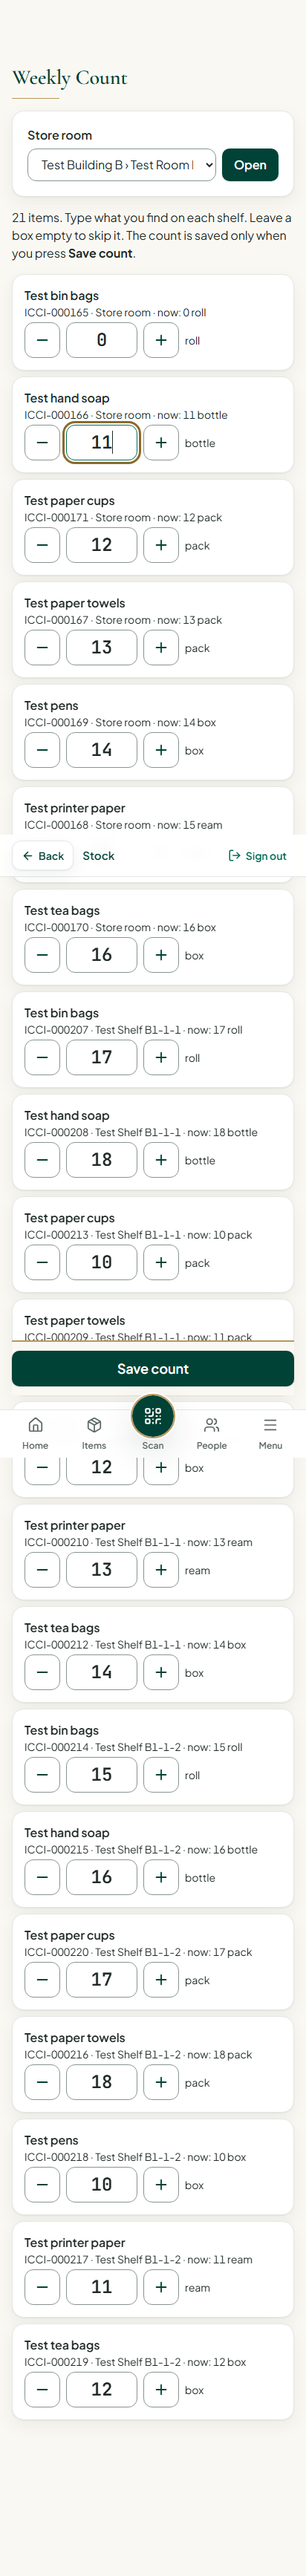 Weekly Count
Store room
Test Building B › Test Room
Open
21 items. Type what you find on each shelf. Leave a
box empty to skip it. The count is saved only when
you press Save count.
Test bin bags
ICCI-000165 · Store room · now: 0 roll
− 0 + roll
Test hand soap
ICCI-000166 · Store room · now: 11 bottle
− 11 + bottle
Test paper cups
ICCI-000171 · Store room · now: 12 pack
− 12 + pack
Test paper towels
ICCI-000167 · Store room · now: 13 pack
− 13 + pack
Test pens
ICCI-000169 · Store room · now: 14 box
− 14 + box
Test printer paper
ICCI-000168 · Store room · now: 15 ream
Back Stock Sign out
Test tea bags
ICCI-000170 · Store room · now: 16 box
− 16 + box
Test bin bags
ICCI-000207 · Test Shelf B1-1-1 · now: 17 roll
− 17 + roll
Test hand soap
ICCI-000208 · Test Shelf B1-1-1 · now: 18 bottle
− 18 + bottle
Test paper cups
ICCI-000213 · Test Shelf B1-1-1 · now: 10 pack
− 10 + pack
Test paper towels
ICCI-000209 · Test Shelf B1-1-1 · now: 11 pack
Save count
Home Items Scan People Menu
− 12 + box
Test printer paper
ICCI-000210 · Test Shelf B1-1-1 · now: 13 ream
− 13 + ream
Test tea bags
ICCI-000212 · Test Shelf B1-1-1 · now: 14 box
− 14 + box
Test bin bags
ICCI-000214 · Test Shelf B1-1-2 · now: 15 roll
− 15 + roll
Test hand soap
ICCI-000215 · Test Shelf B1-1-2 · now: 16 bottle
− 16 + bottle
Test paper cups
ICCI-000220 · Test Shelf B1-1-2 · now: 17 pack
− 17 + pack
Test paper towels
ICCI-000216 · Test Shelf B1-1-2 · now: 18 pack
− 18 + pack
Test pens
ICCI-000218 · Test Shelf B1-1-2 · now: 10 box
− 10 + box
Test printer paper
ICCI-000217 · Test Shelf B1-1-2 · now: 11 ream
− 11 + ream
Test tea bags
ICCI-000219 · Test Shelf B1-1-2 · now: 12 box
− 12 + box